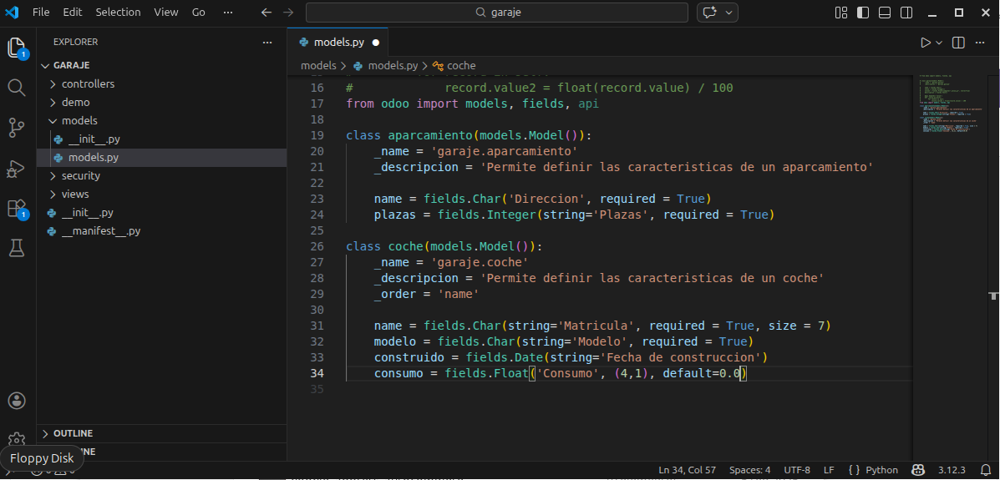 File Edit Selection View Go ··· garaje
EXPLORER ···
GARAJE
controllers
demo
models
__init__.py
models.py
security
views
__init__.py
__manifest__.py
OUTLINE
Floppy Disk
1
1
models.py
models > models.py > coche
16 # record.value2 = float(record.value) / 100
17 from odoo import models, fields, api
18
19 class aparcamiento(models.Model()):
20 _name = 'garaje.aparcamiento'
21 _descripcion = 'Permite definir las caracteristicas de un aparcamiento'
22
23 name = fields.Char('Direccion', required = True)
24 plazas = fields.Integer(string='Plazas', required = True)
25
26 class coche(models.Model()):
27 _name = 'garaje.coche'
28 _descripcion = 'Permite definir las caracteristicas de un coche'
29 _order = 'name'
30
31 name = fields.Char(string='Matricula', required = True, size = 7)
32 modelo = fields.Char(string='Modelo', required = True)
33 construido = fields.Date(string='Fecha de construccion')
34 consumo = fields.Float('Consumo', (4,1), default=0.0)
35
Ln 34, Col 57 Spaces: 4 UTF-8 LF { } Python 3.12.3